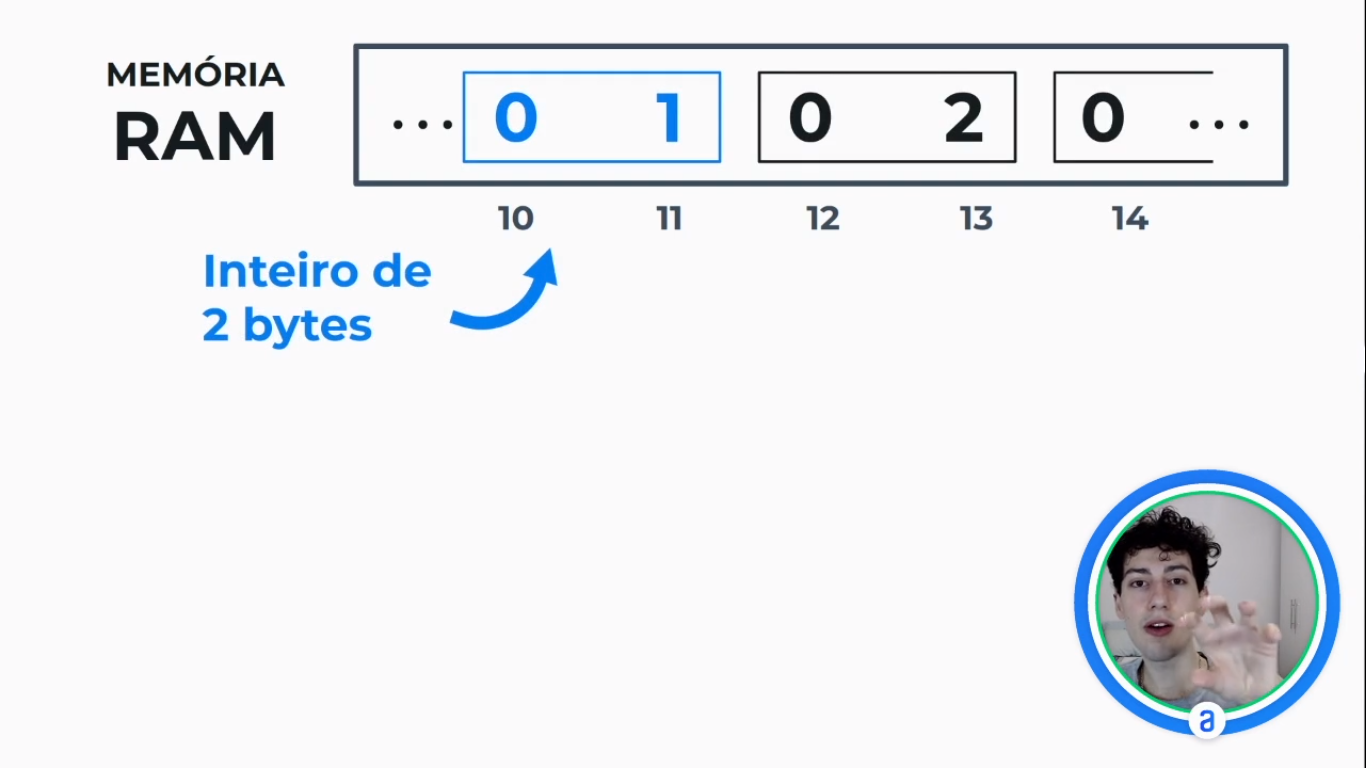 MEMÓRIA
RAM
... 0 1 0 2 0 ...
10 11 12 13 14
Inteiro de
2 bytes
a